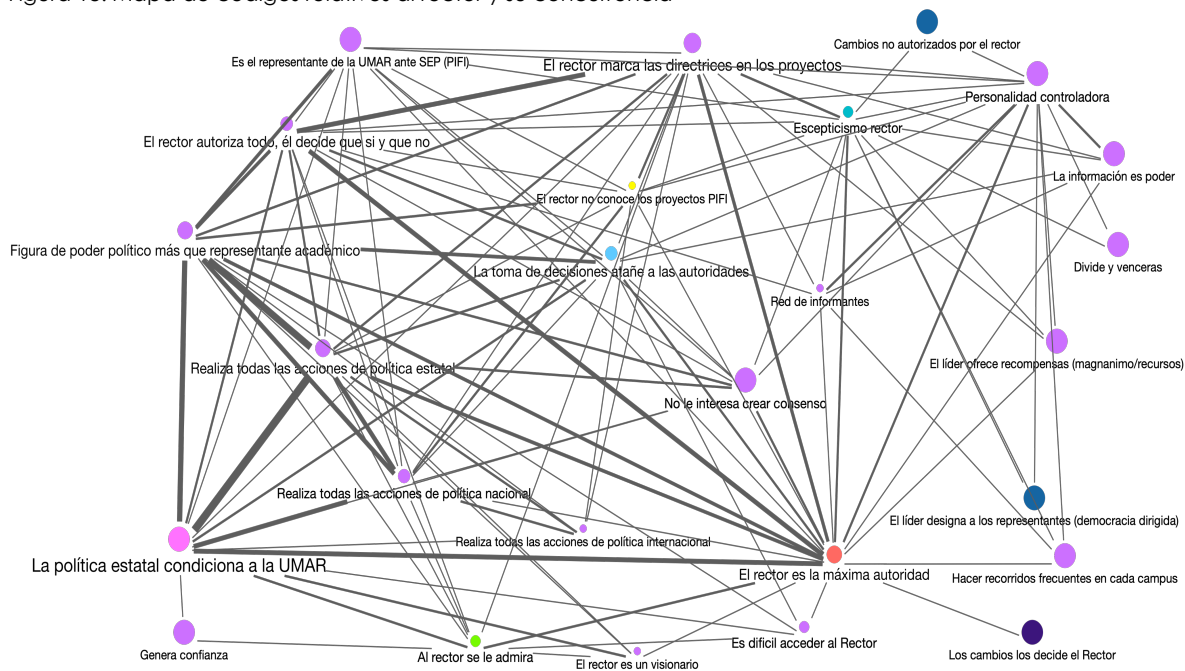 Cambios no autorizados por el rector
Es el representante de la UMAR ante SEP (PIFI)
El rector marca las directrices en los proyectos
Personalidad controladora
Escepticismo rector
El rector autoriza todo, él decide que si y que no
La información es poder
El rector no conoce los proyectos PIFI
Figura de poder político más que representante académico
La toma de decisiones atañe a las autoridades
Divide y venceras
Red de informantes
Realiza todas las acciones de política estatal
El líder ofrece recompensas (magnanimo/recursos)
No le interesa crear consenso
Realiza todas las acciones de política nacional
El líder designa a los representantes (democracia dirigida)
Realiza todas las acciones de política internacional
La política estatal condiciona a la UMAR
El rector es la máxima autoridad
Hacer recorridos frecuentes en cada campus
Es dificil acceder al Rector
Genera confianza
Al rector se le admira
El rector es un visionario
Los cambios los decide el Rector